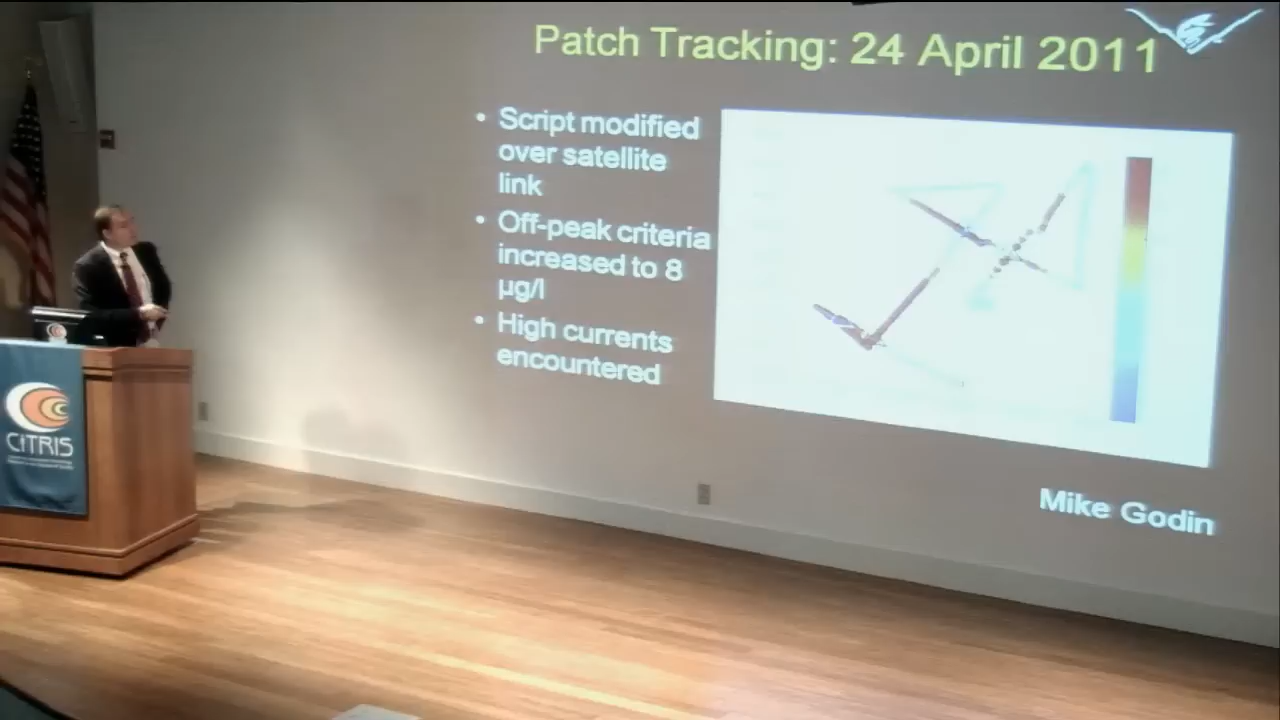 Patch Tracking: 24 April 2011
• Script modified
over satellite
link
• Off-peak criteria
increased to 8
µg/l
• High currents
encountered
Mike Godin
CITRIS